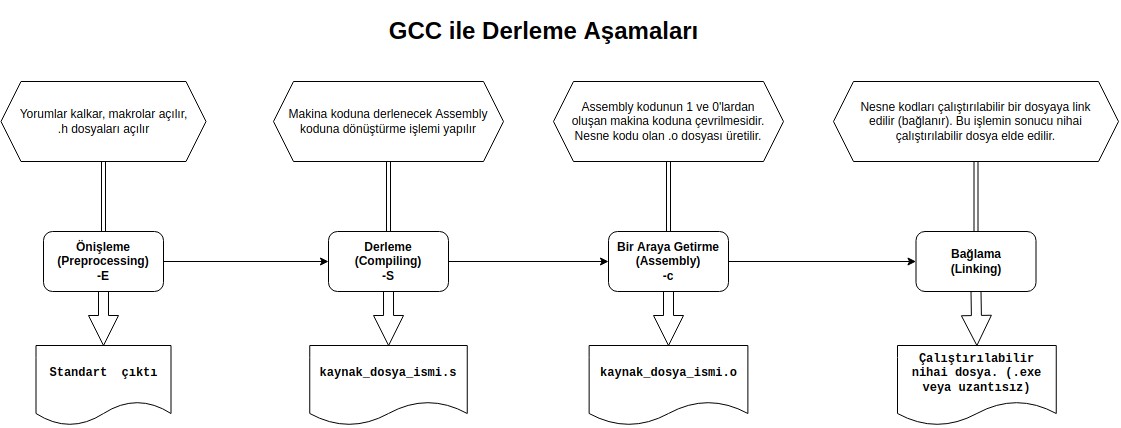 GCC ile Derleme Aşamaları
Yorumlar kalkar, makrolar açılır,
.h dosyaları açılır
Makina koduna derlenecek Assembly
koduna dönüştürme işlemi yapılır
Assembly kodunun 1 ve 0'lardan
oluşan makina koduna çevrilmesidir.
Nesne kodu olan .o dosyası üretilir.
Nesne kodları çalıştırılabilir bir dosyaya link
edilir (bağlanır). Bu işlemin sonucu nihai
çalıştırılabilir dosya elde edilir.
Önişleme
(Preprocessing)
-E
Derleme
(Compiling)
-S
Bir Araya Getirme
(Assembly)
-c
Bağlama
(Linking)
Standart çıktı
kaynak_dosya_ismi.s
kaynak_dosya_ismi.o
Çalıştırılabilir
nihai dosya. (.exe
veya uzantısız)